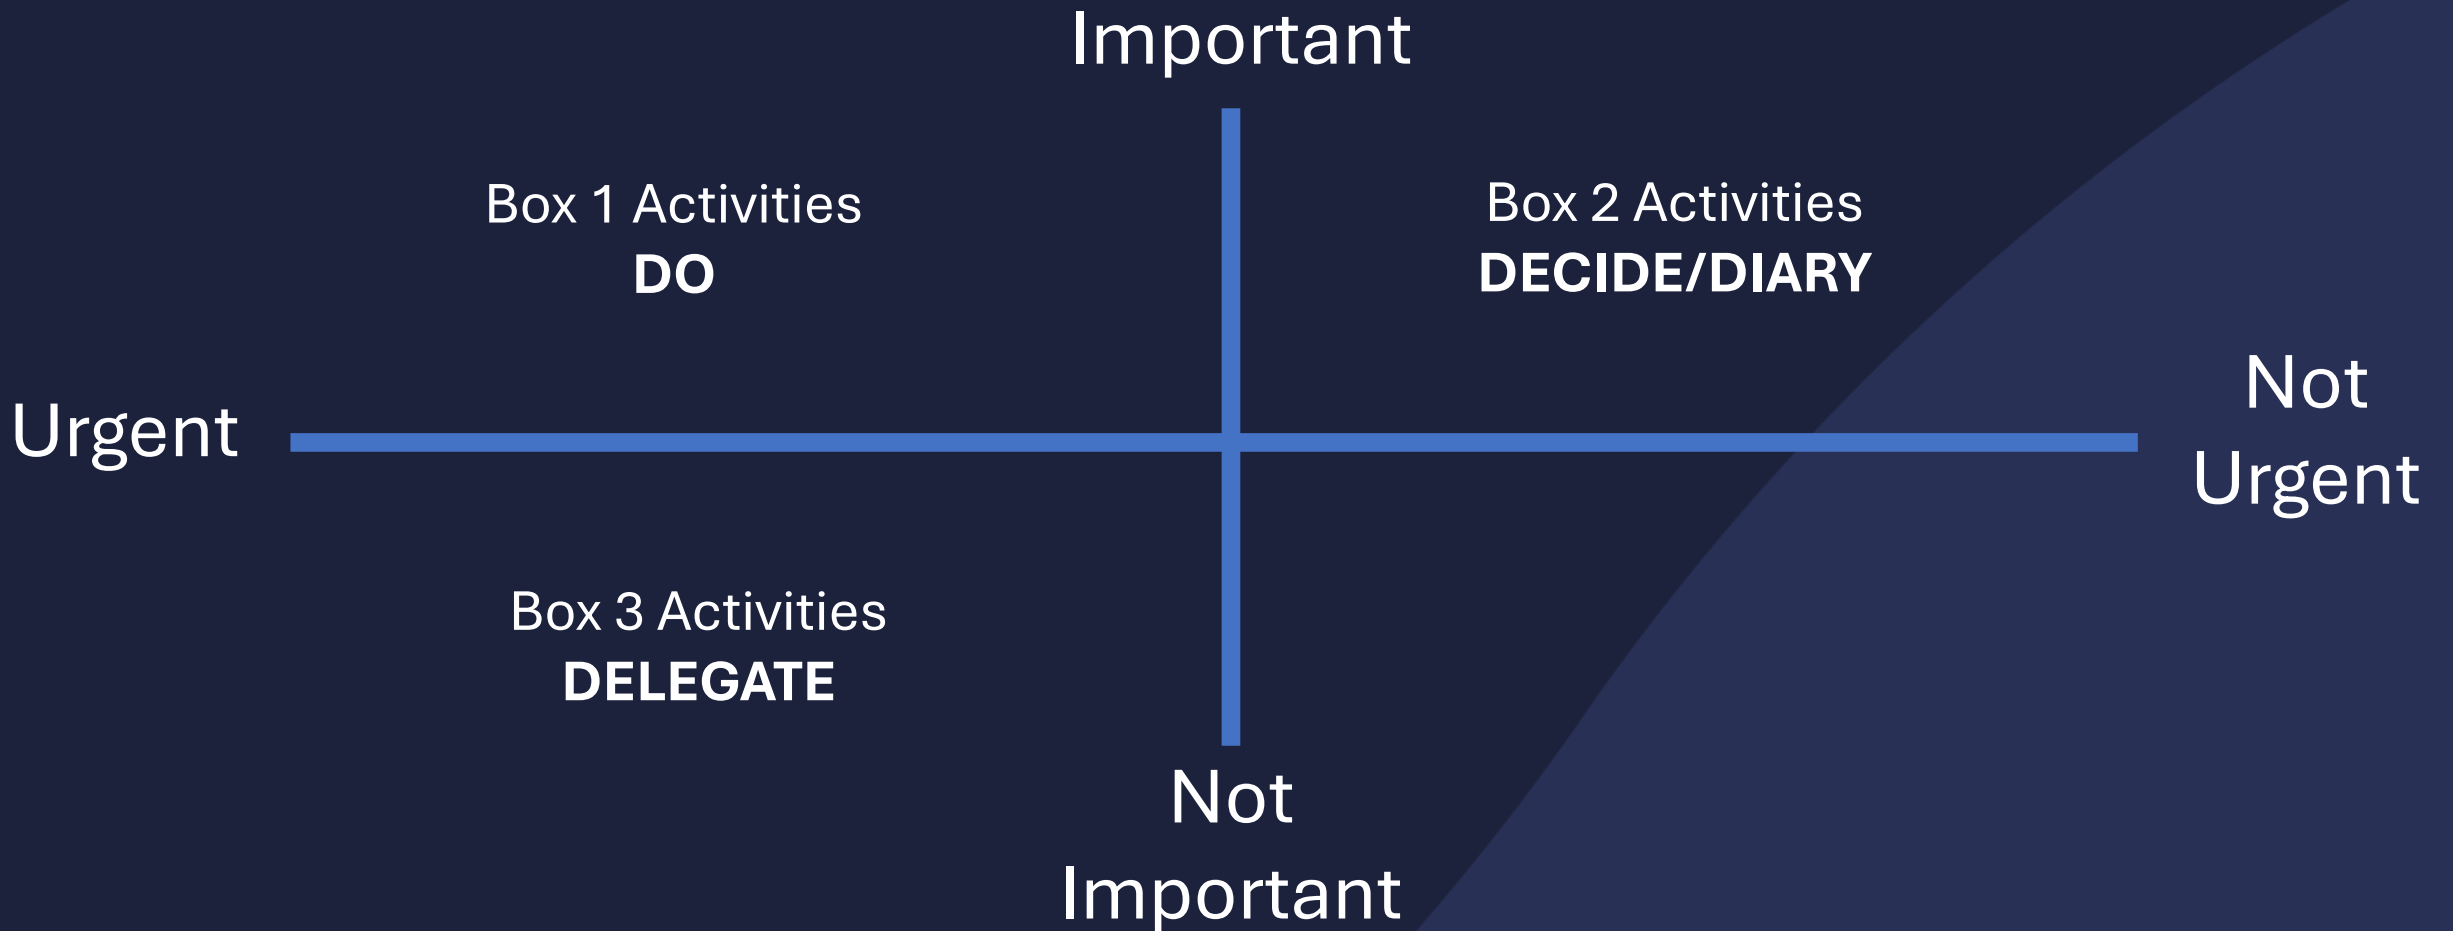 Important
Box 1 Activities
DO
Box 2 Activities
DECIDE/DIARY
Urgent
Not
Urgent
Box 3 Activities
DELEGATE
Not
Important